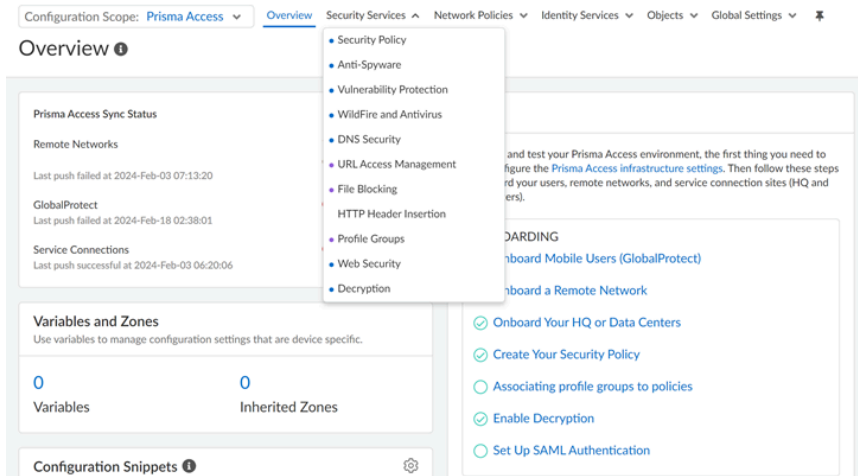 Configuration Scope: Prisma Access
Overview
Security Services
Network Policies
Identity Services
Objects
Global Settings
Overview
Security Policy
Anti-Spyware
Vulnerability Protection
WildFire and Antivirus
DNS Security
URL Access Management
File Blocking
HTTP Header Insertion
Profile Groups
Web Security
Decryption
Prisma Access Sync Status
Remote Networks
Last push failed at 2024-Feb-03 07:13:20
GlobalProtect
Last push failed at 2024-Feb-18 02:38:01
Service Connections
Last push successful at 2024-Feb-03 06:20:06
Variables and Zones
Use variables to manage configuration settings that are device specific.
0
Variables
0
Inherited Zones
Configuration Snippets
and test your Prisma Access environment, the first thing you need to
figure the Prisma Access infrastructure settings. Then follow these steps
rd your users, remote networks, and service connection sites (HQ and
ers).
OARDING
nboard Mobile Users (GlobalProtect)
nboard a Remote Network
Onboard Your HQ or Data Centers
Create Your Security Policy
Associating profile groups to policies
Enable Decryption
Set Up SAML Authentication